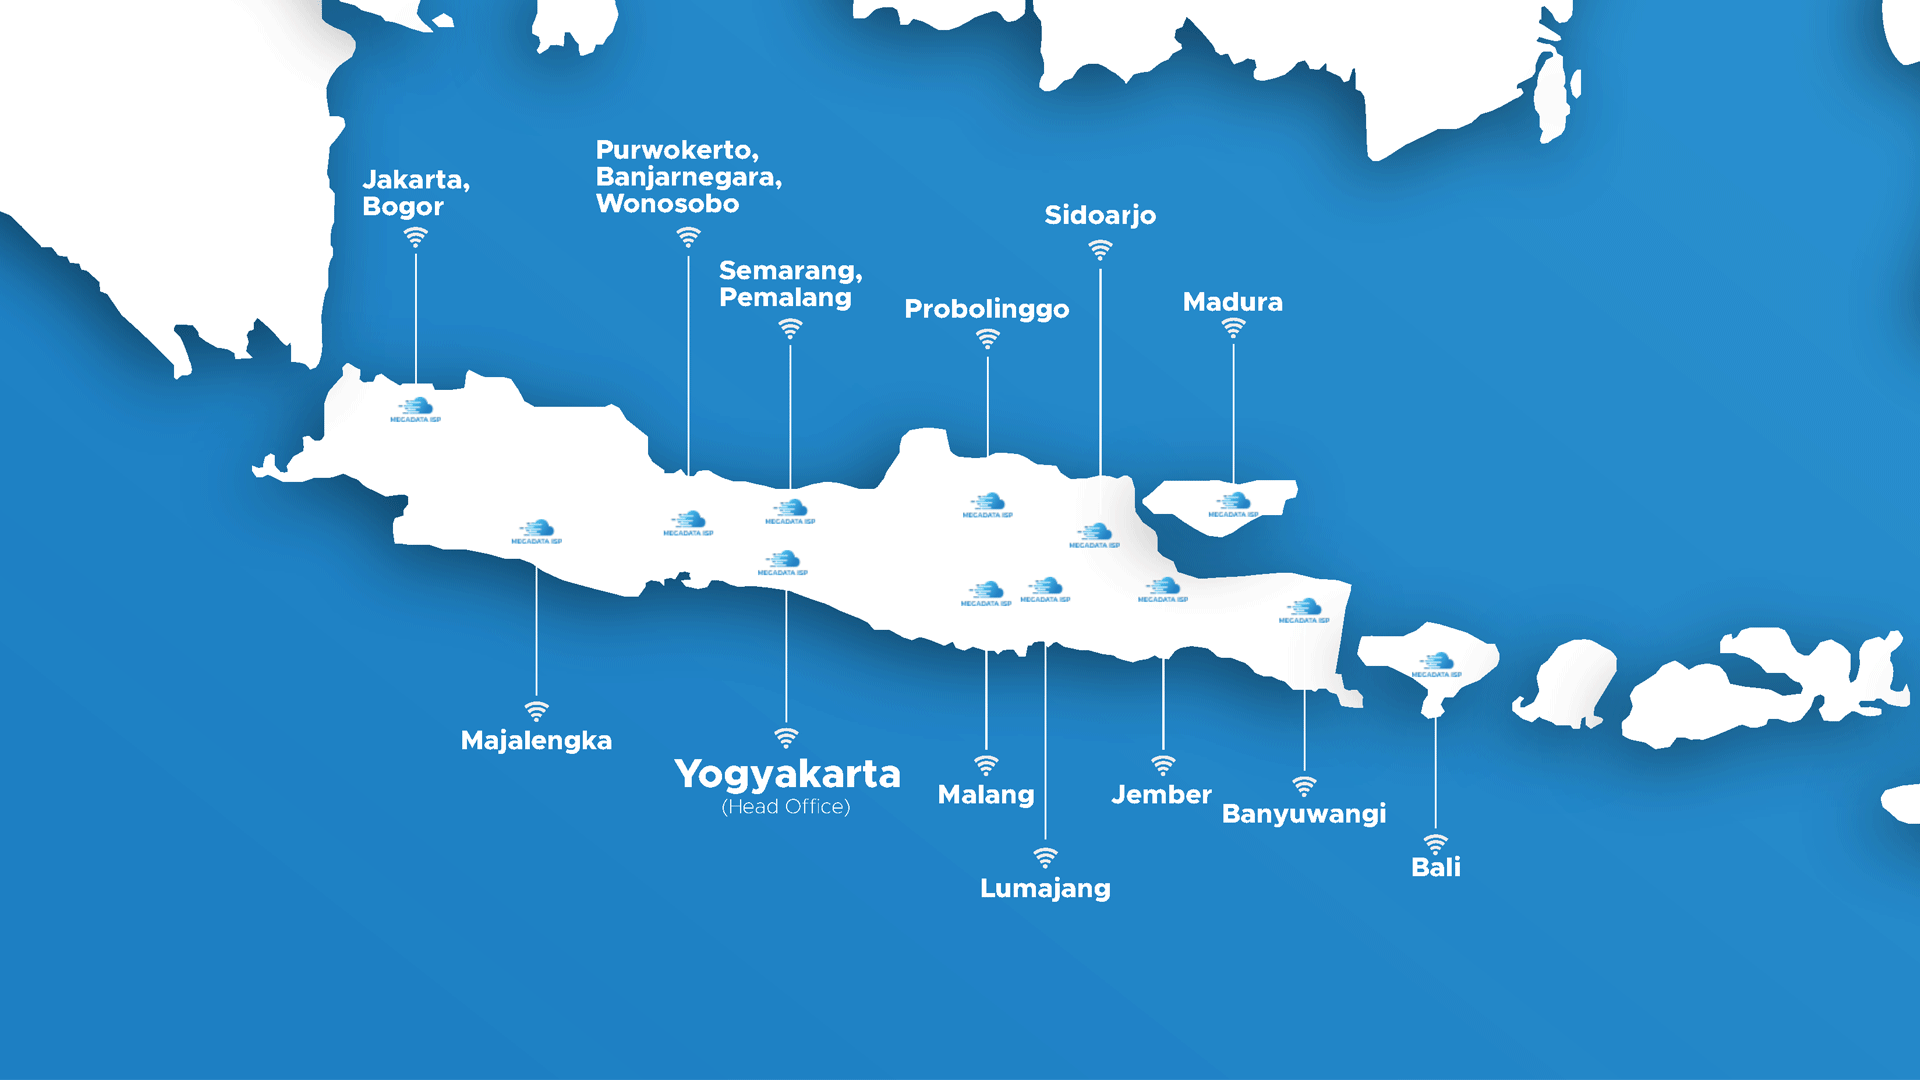 Purwokerto,
Banjarnegara,
Wonosobo
Jakarta,
Bogor
Sidoarjo
Semarang,
Pemalang
Probolinggo
Madura
MEGADATA ISP
MEGADATA ISP
MEGADATA ISP
MEGADATA ISP
MEGADATA ISP
MEGADATA ISP
MEGADATA ISP
MEGADATA ISP
MEGADATA ISP
MEGADATA ISP
MEGADATA ISP
MEGADATA ISP
MEGADATA ISP
Majalengka
Yogyakarta
(Head Office)
Malang
Jember
Banyuwangi
Bali
Lumajang